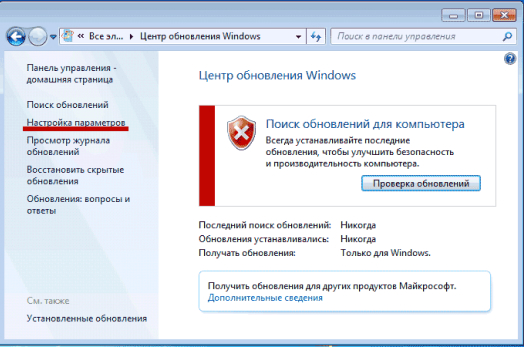 « Все эл... ▸ Центр обновления Windows
Поиск в панели управления
Панель управления -
домашняя страница
Поиск обновлений
Настройка параметров
Просмотр журнала
обновлений
Восстановить скрытые
обновления
Обновления: вопросы и
ответы
См. также
Установленные обновления
Центр обновления Windows
Поиск обновлений для компьютера
Всегда устанавливайте последние
обновления, чтобы улучшить безопасность
и производительность компьютера.
Проверка обновлений
Последний поиск обновлений: Никогда
Обновления устанавливались: Никогда
Получать обновления: Только для Windows.
Получить обновления для других продуктов Майкрософт.
Дополнительные сведения